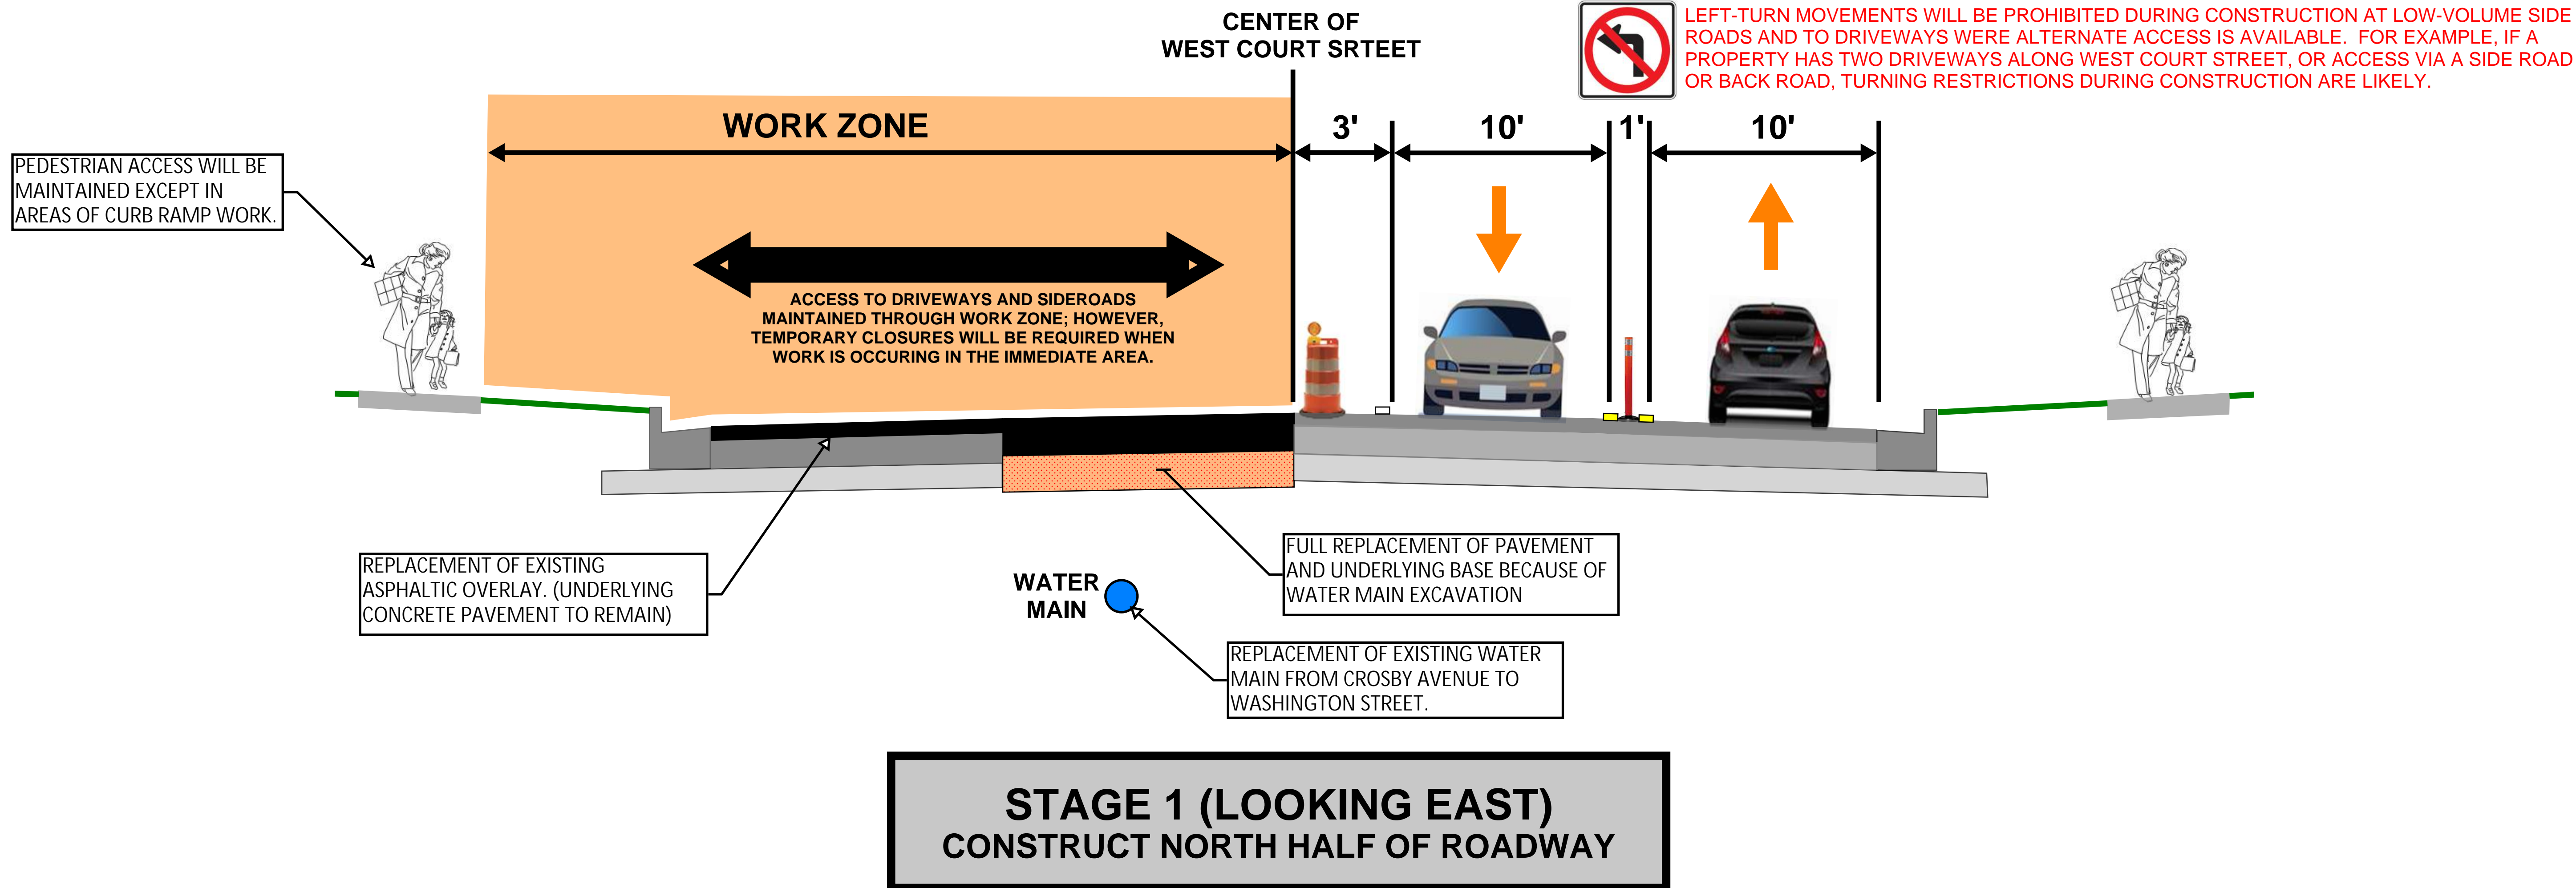 CENTER OF
WEST COURT SRTEET
LEFT-TURN MOVEMENTS WILL BE PROHIBITED DURING CONSTRUCTION AT LOW-VOLUME SIDE
ROADS AND TO DRIVEWAYS WERE ALTERNATE ACCESS IS AVAILABLE. FOR EXAMPLE, IF A
PROPERTY HAS TWO DRIVEWAYS ALONG WEST COURT STREET, OR ACCESS VIA A SIDE ROAD
OR BACK ROAD, TURNING RESTRICTIONS DURING CONSTRUCTION ARE LIKELY.
WORK ZONE
3'
10'
1'
10'
PEDESTRIAN ACCESS WILL BE
MAINTAINED EXCEPT IN
AREAS OF CURB RAMP WORK.
ACCESS TO DRIVEWAYS AND SIDEROADS
MAINTAINED THROUGH WORK ZONE; HOWEVER,
TEMPORARY CLOSURES WILL BE REQUIRED WHEN
WORK IS OCCURING IN THE IMMEDIATE AREA.
REPLACEMENT OF EXISTING
ASPHALTIC OVERLAY. (UNDERLYING
CONCRETE PAVEMENT TO REMAIN)
WATER
MAIN
FULL REPLACEMENT OF PAVEMENT
AND UNDERLYING BASE BECAUSE OF
WATER MAIN EXCAVATION
REPLACEMENT OF EXISTING WATER
MAIN FROM CROSBY AVENUE TO
WASHINGTON STREET.
STAGE 1 (LOOKING EAST)
CONSTRUCT NORTH HALF OF ROADWAY